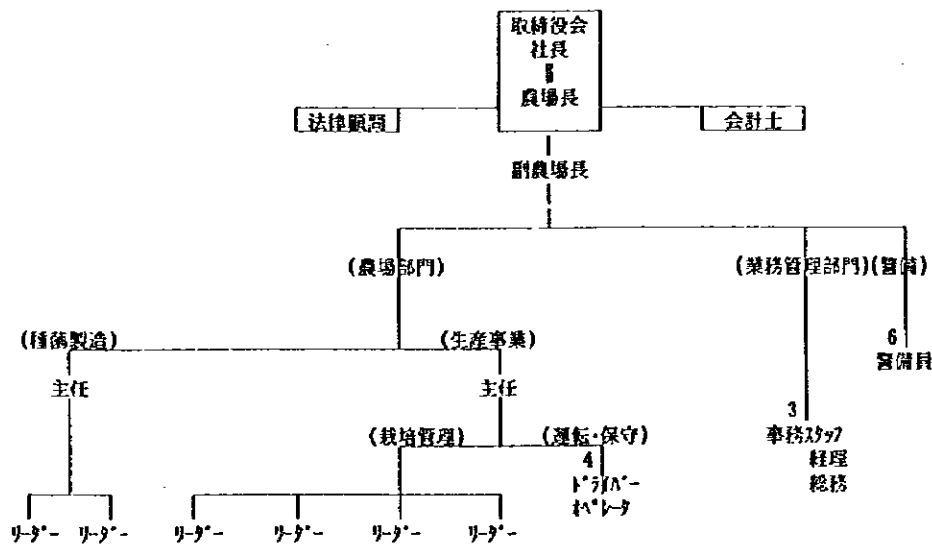 取締役会
社長
農場長
法律顧問
会計士
副農場長
(農場部門)
(業務管理部門)(警備)
(種菌製造)
(生産事業)
6
警備員
主任
主任
3
事務スタッフ
経理
総務
(栽培管理)
(運転・保守)
4
ドライバー
オペレータ
リーダー リーダー リーダー リーダー リーダー リーダー